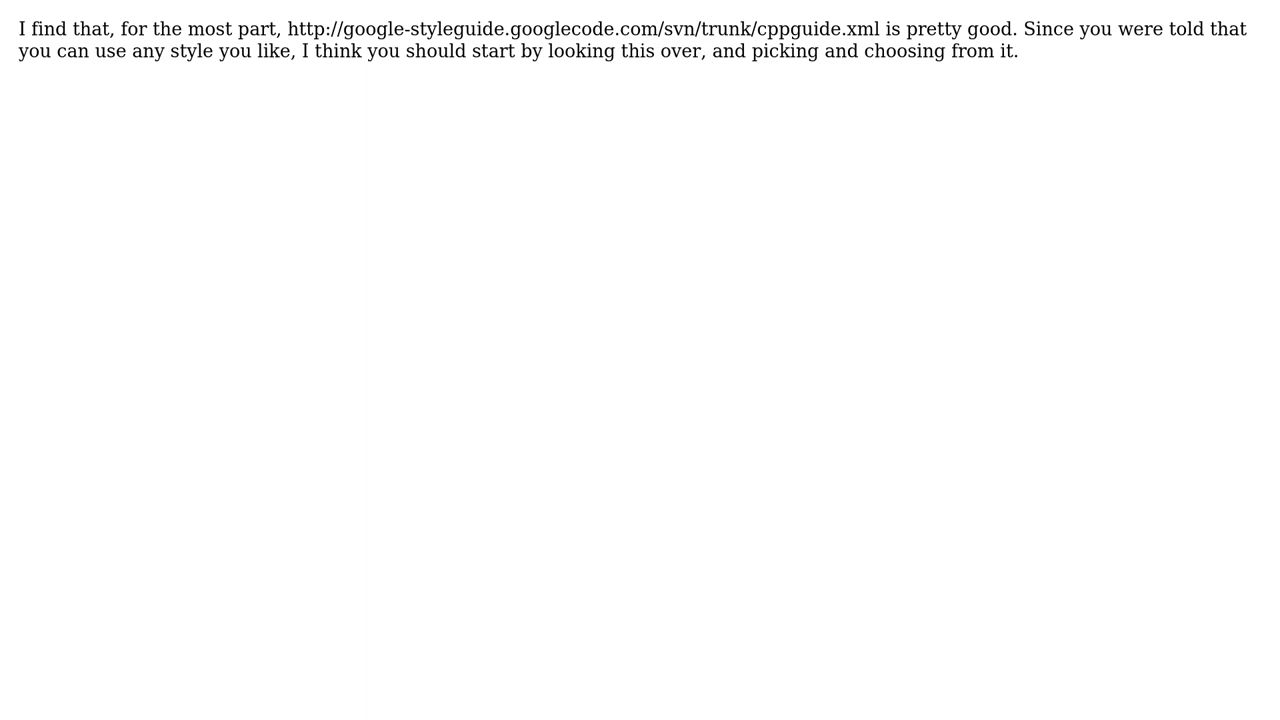 I find that, for the most part, http://google-styleguide.googlecode.com/svn/trunk/cppguide.xml is pretty good. Since you were told that
you can use any style you like, I think you should start by looking this over, and picking and choosing from it.